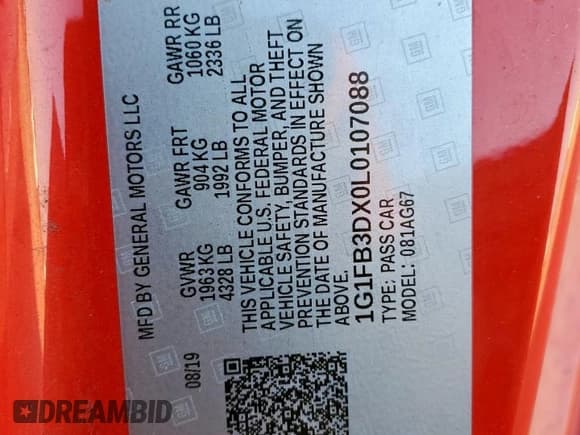 MFD BY GENERAL MOTORS LLC
08/19
GVWR GAWR FRT GAWR RR
1963 KG 904 KG 1060 KG
4328 LB 1992 LB 2336 LB
THIS VEHICLE CONFORMS TO ALL
APPLICABLE U.S. FEDERAL MOTOR
VEHICLE SAFETY, BUMPER, AND THEFT
PREVENTION STANDARDS IN EFFECT ON
THE DATE OF MANUFACTURE SHOWN
ABOVE.
1G1FB3DX0L0107088
TYPE: PASS CAR
MODEL: 081AG67
DREAMBID